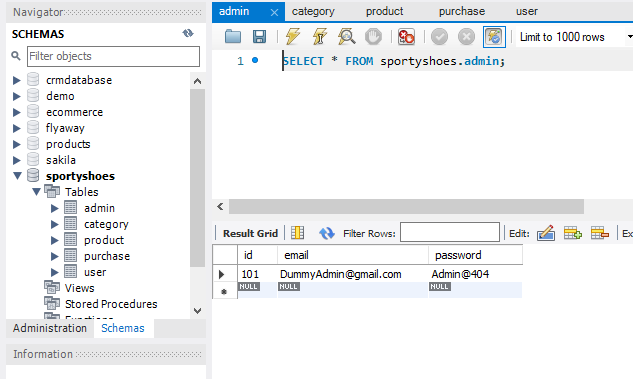 Navigator
SCHEMAS
Filter objects
crmdatabase
demo
ecommerce
flyaway
products
sakila
sportyshoes
Tables
admin
category
product
purchase
user
Views
Stored Procedures
Administration Schemas
Information
admin category product purchase user
Limit to 1000 rows
1 SELECT * FROM sportyshoes.admin;
Result Grid Filter Rows: Edit:
id email password
101 DummyAdmin@gmail.com Admin@404
NULL NULL NULL